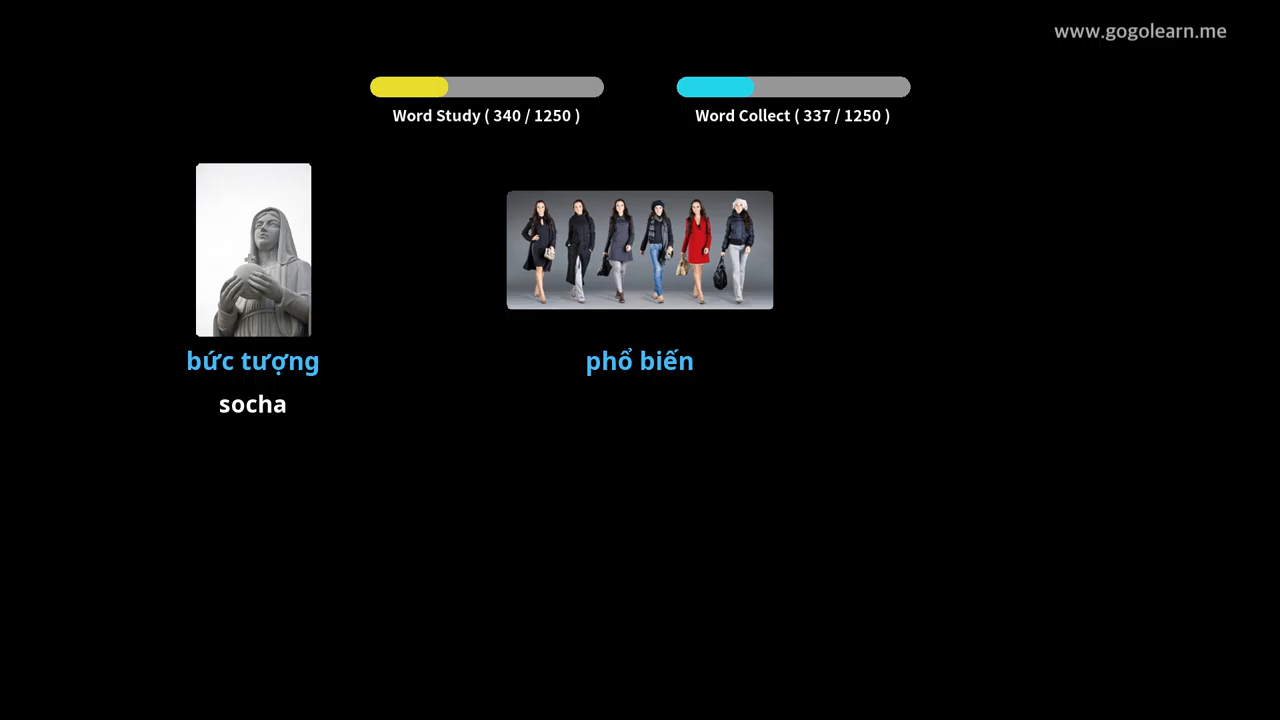 www.gogolearn.me
Word Study ( 340 / 1250 )
Word Collect ( 337 / 1250 )
bức tượng
phổ biến
socha